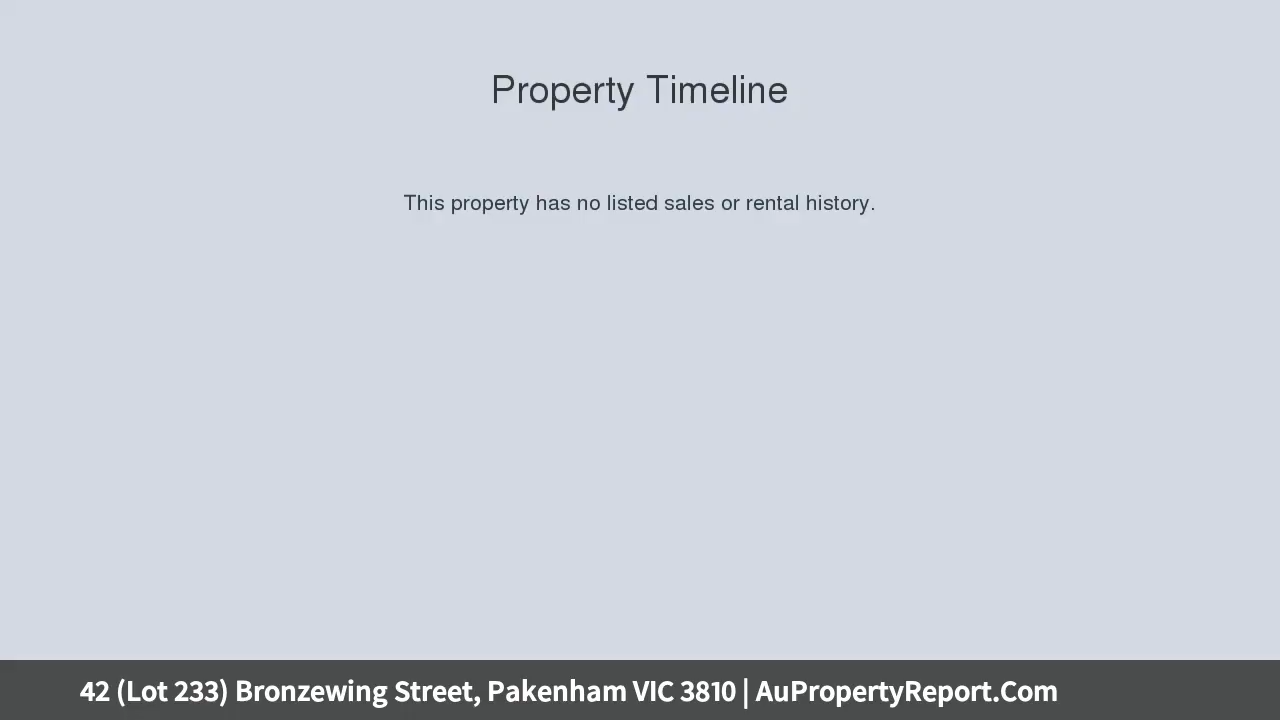 Property Timeline
This property has no listed sales or rental history.
42 (Lot 233) Bronzewing Street, Pakenham VIC 3810 | AuPropertyReport.Com